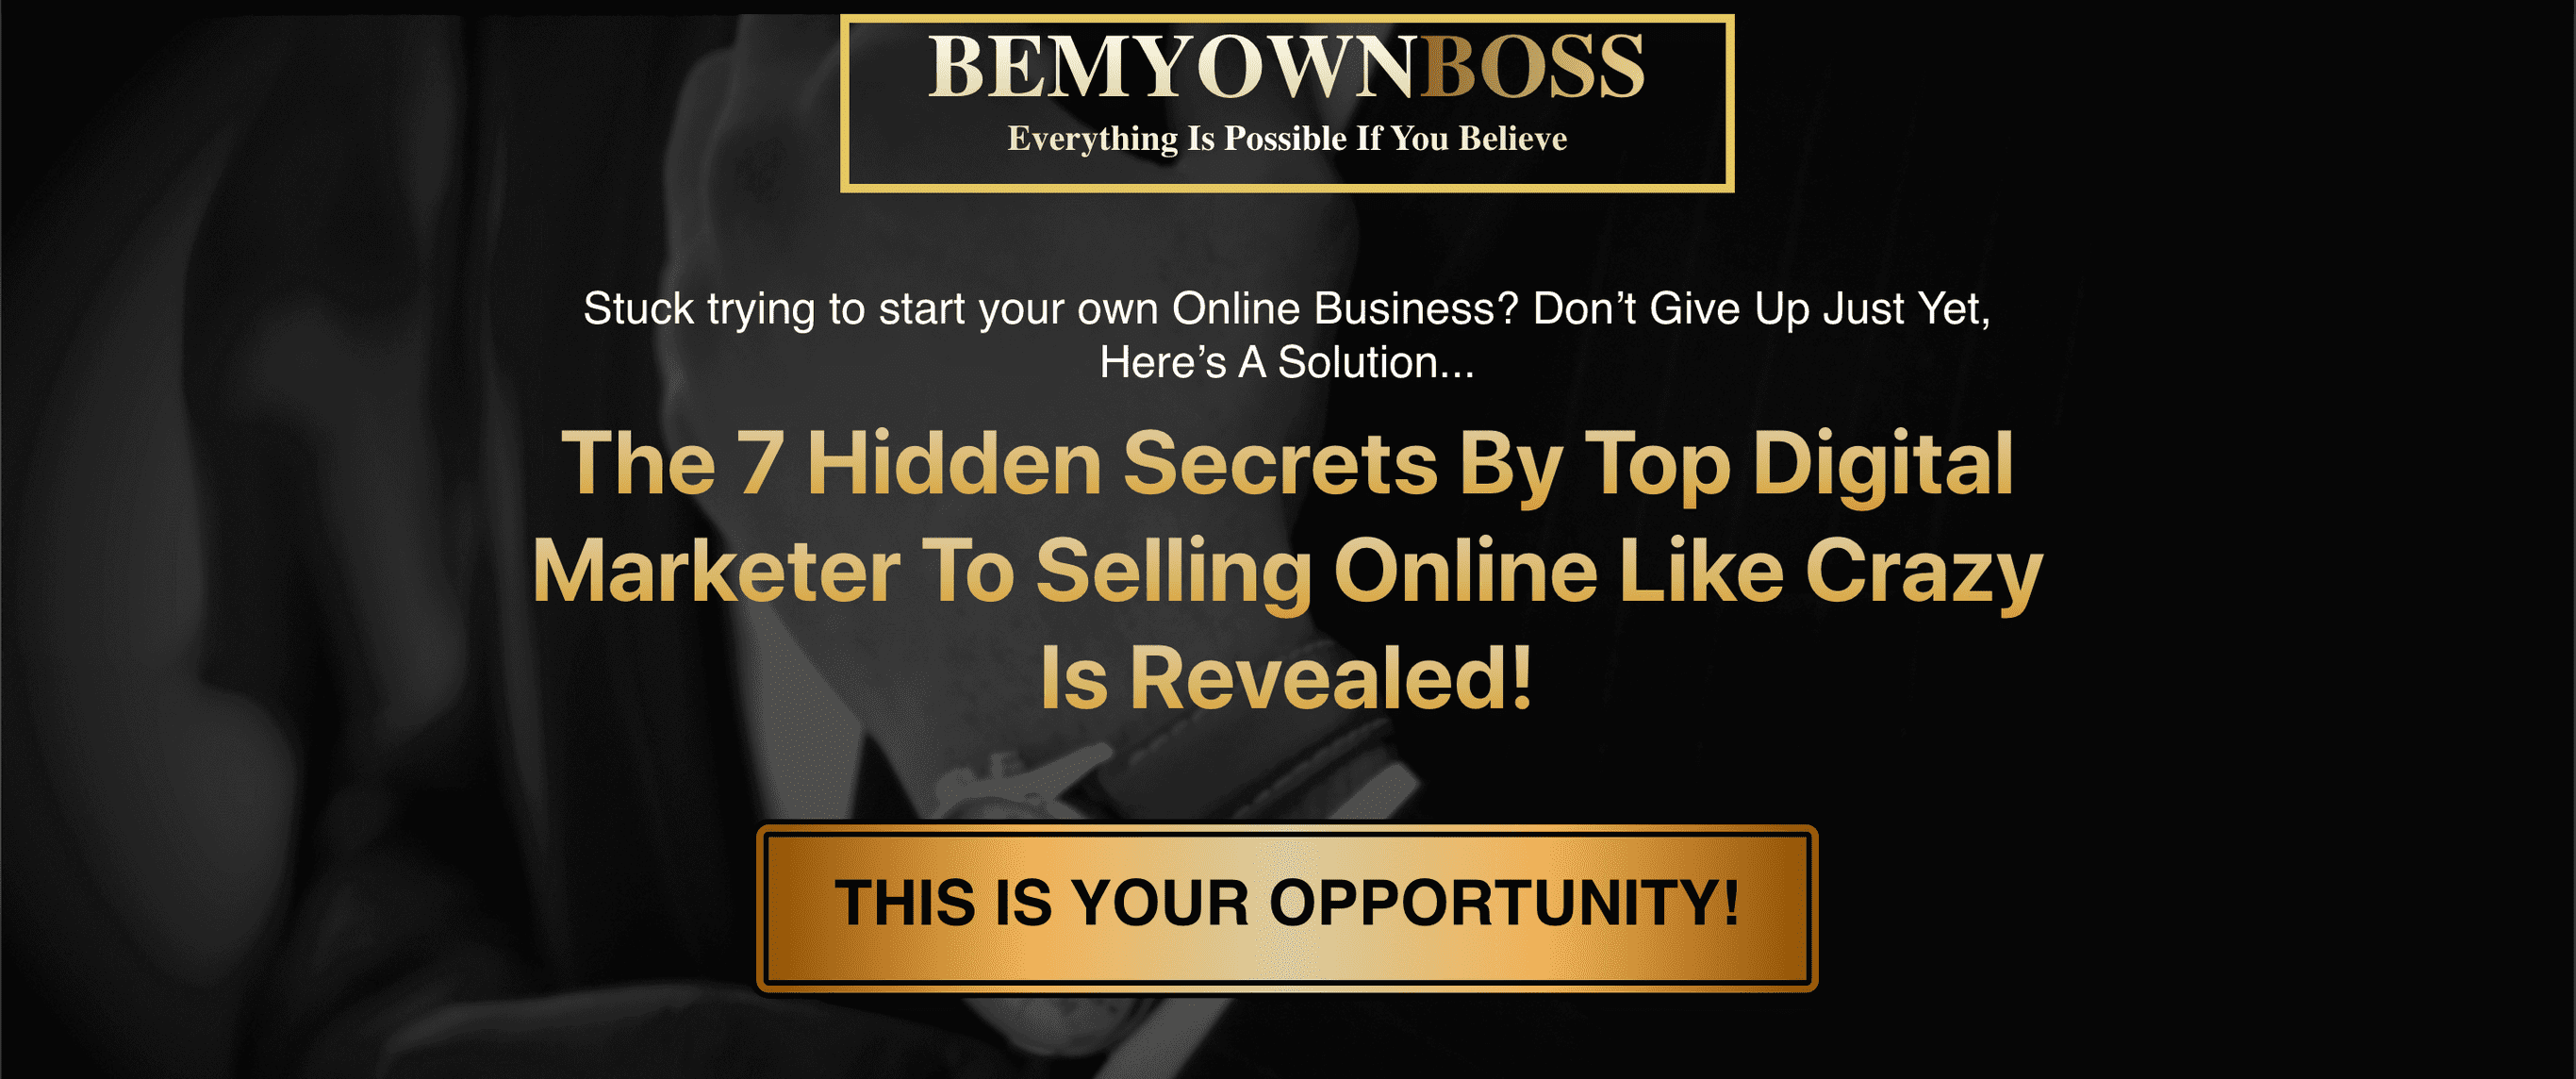 BEMYOWNBOSS
Everything Is Possible If You Believe
Stuck trying to start your own Online Business? Don’t Give Up Just Yet,
Here’s A Solution...
The 7 Hidden Secrets By Top Digital
Marketer To Selling Online Like Crazy
Is Revealed!
THIS IS YOUR OPPORTUNITY!